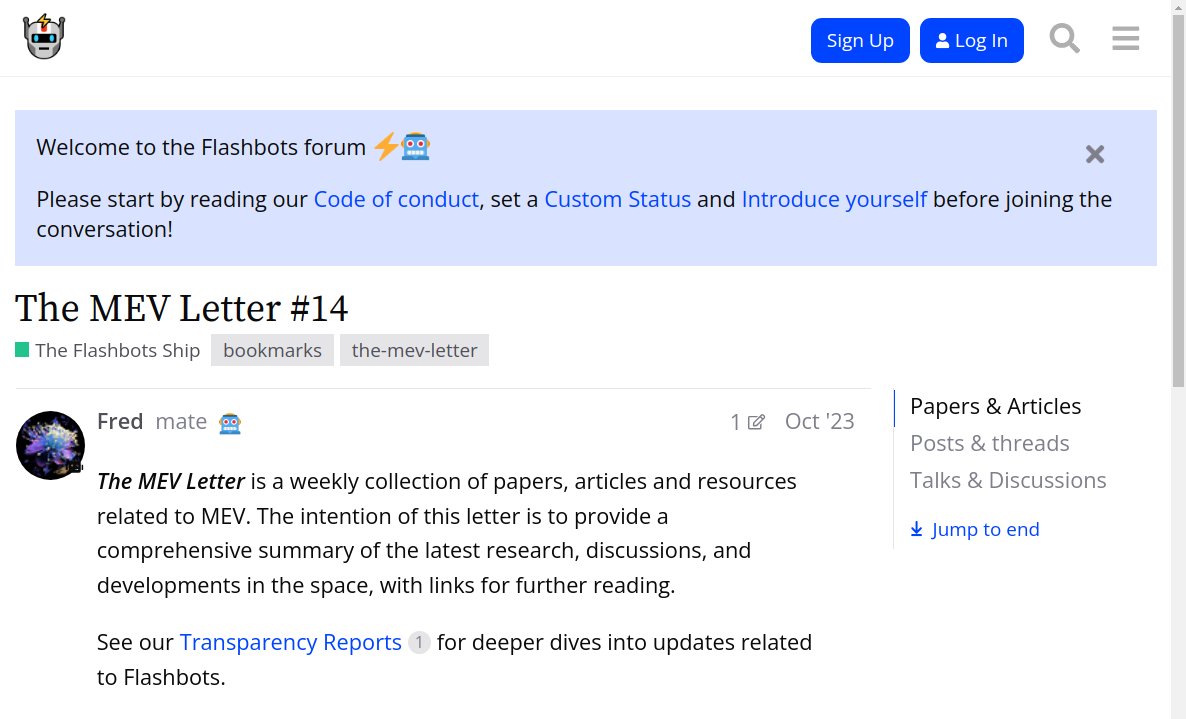 Sign Up
Log In
Welcome to the Flashbots forum
Please start by reading our Code of conduct, set a Custom Status and Introduce yourself before joining the
conversation!
The MEV Letter #14
The Flashbots Ship bookmarks the-mev-letter
Fred mate 1 Oct '23
The MEV Letter is a weekly collection of papers, articles and resources
related to MEV. The intention of this letter is to provide a
comprehensive summary of the latest research, discussions, and
developments in the space, with links for further reading.
See our Transparency Reports 1 for deeper dives into updates related
to Flashbots.
Papers & Articles
Posts & threads
Talks & Discussions
Jump to end